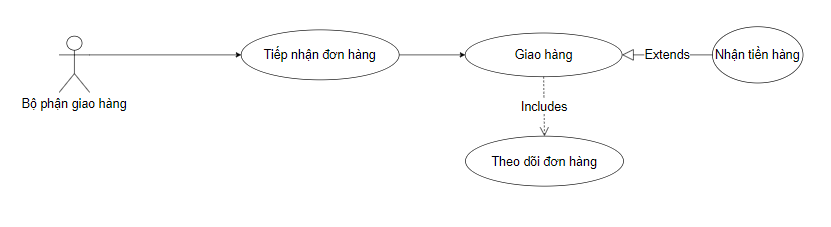 Tiếp nhận đơn hàng
Giao hàng
Extends
Nhận tiền hàng
Bộ phận giao hàng
Includes
Theo dõi đơn hàng